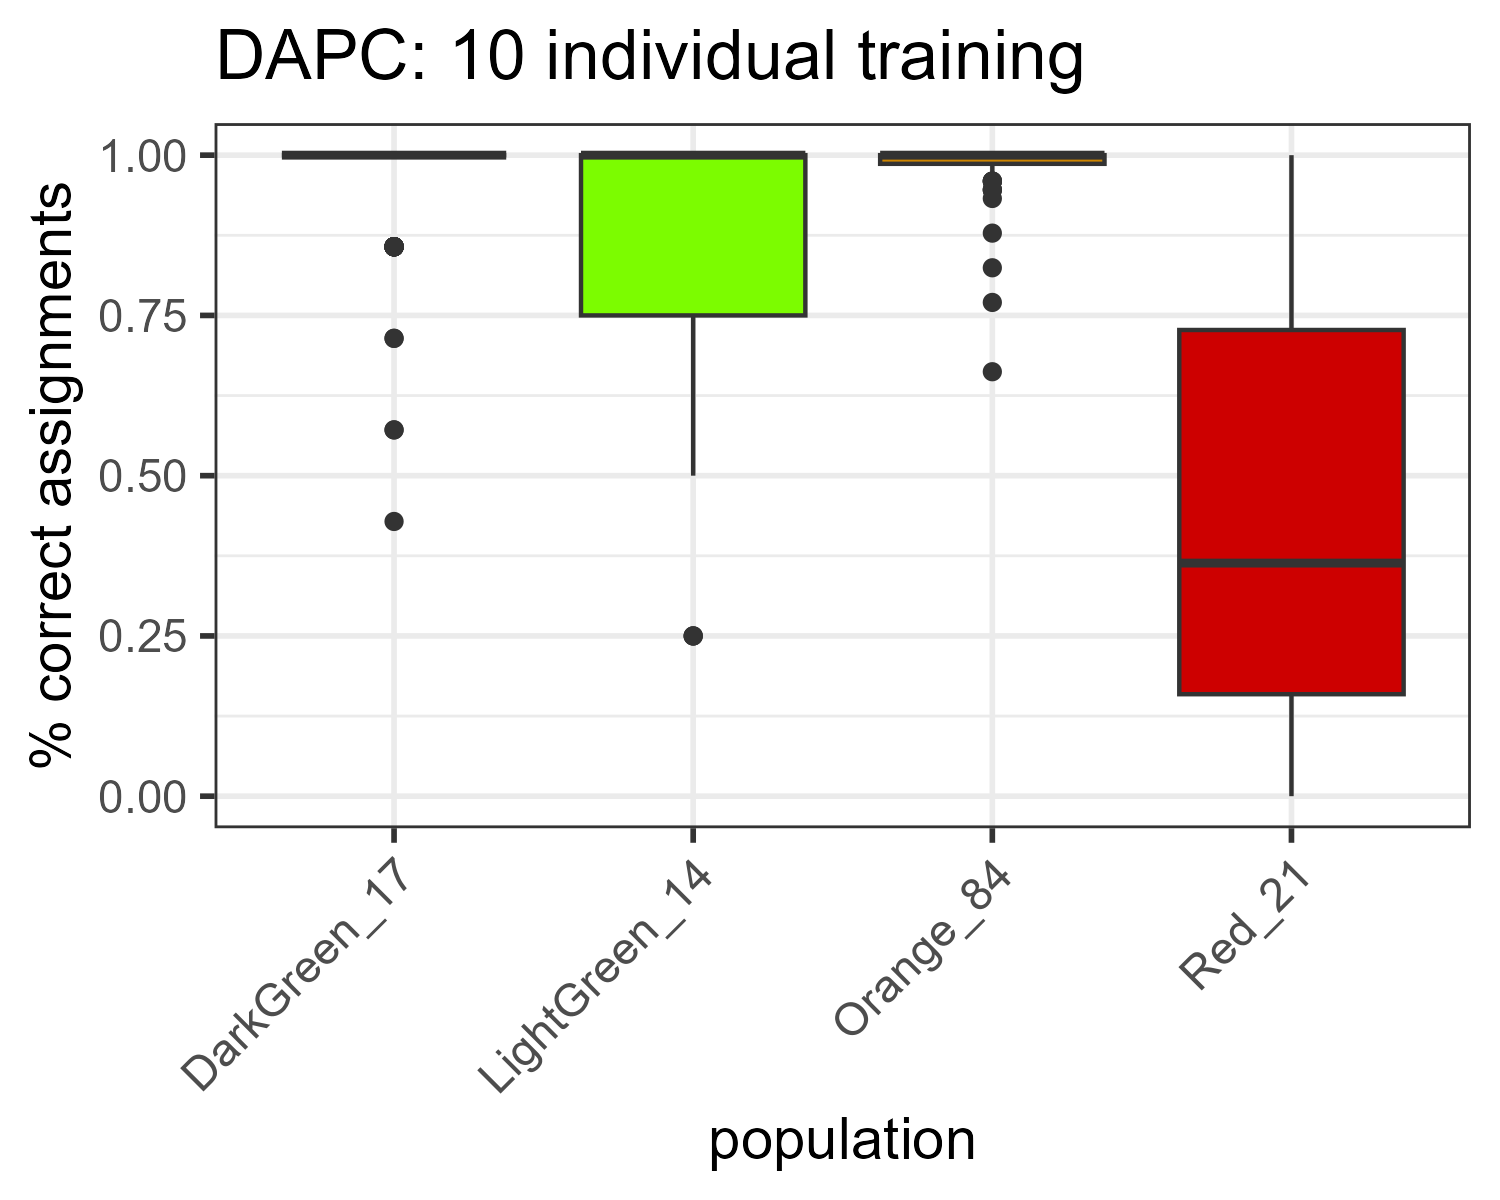 DAPC: 10 individual training
% correct assignments
1.00
0.75
0.50
0.25
0.00
DarkGreen_17
LightGreen_14
Orange_84
Red_21
population